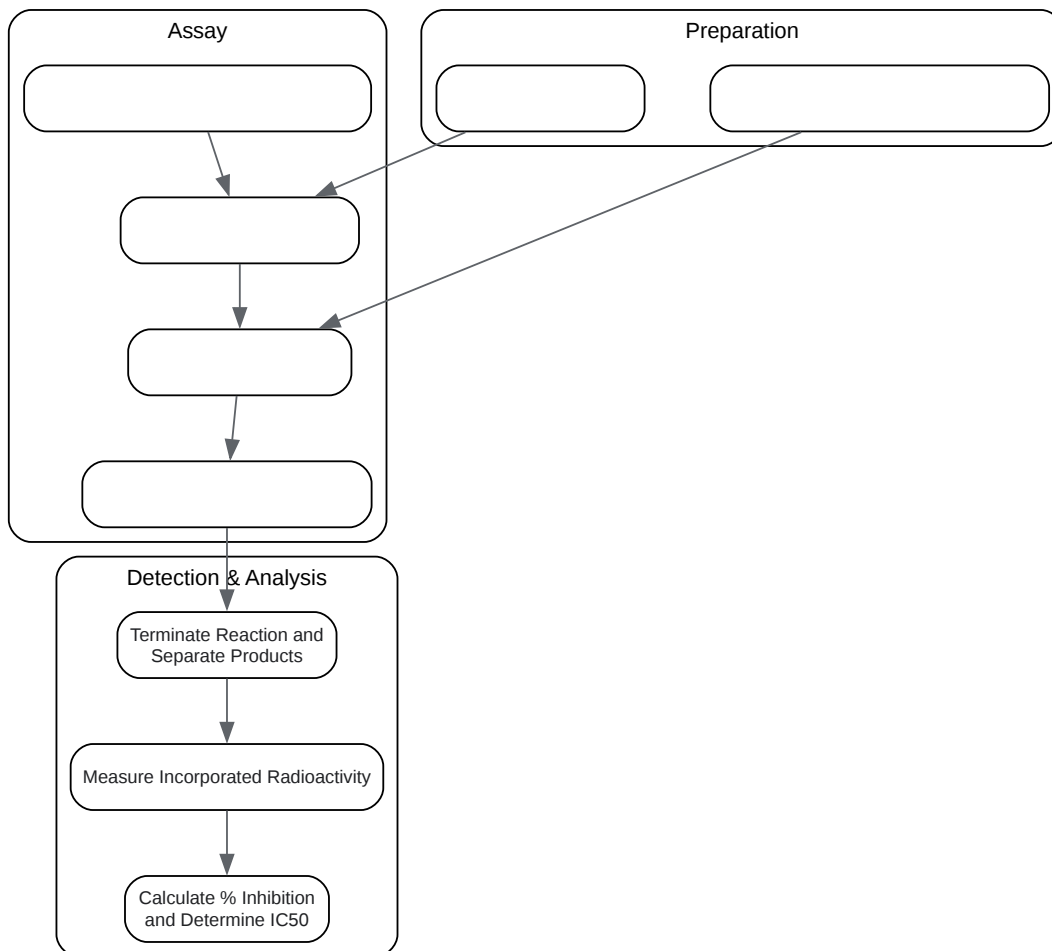 Assay
Preparation
Detection & Analysis
Terminate Reaction and
Separate Products
Measure Incorporated Radioactivity
Calculate % Inhibition
and Determine IC50